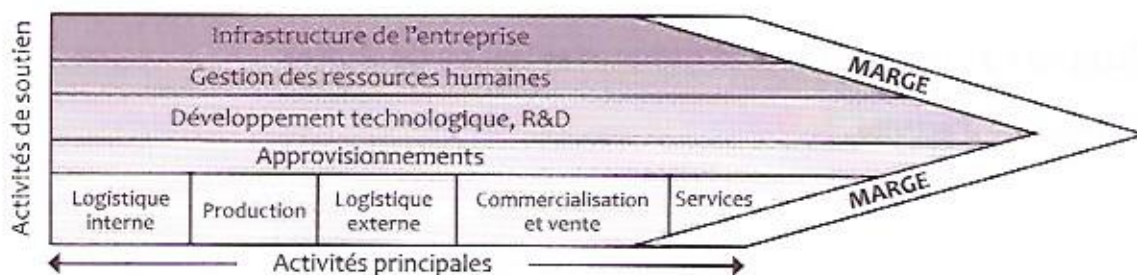 Activités de soutien
Infrastructure de l'entreprise
Gestion des ressources humaines
Développement technologique, R&D
Approvisionnements
Logistique
interne
Production
Logistique
externe
Commercialisation
et vente
Services
MARGE
MARGE
Activités principales